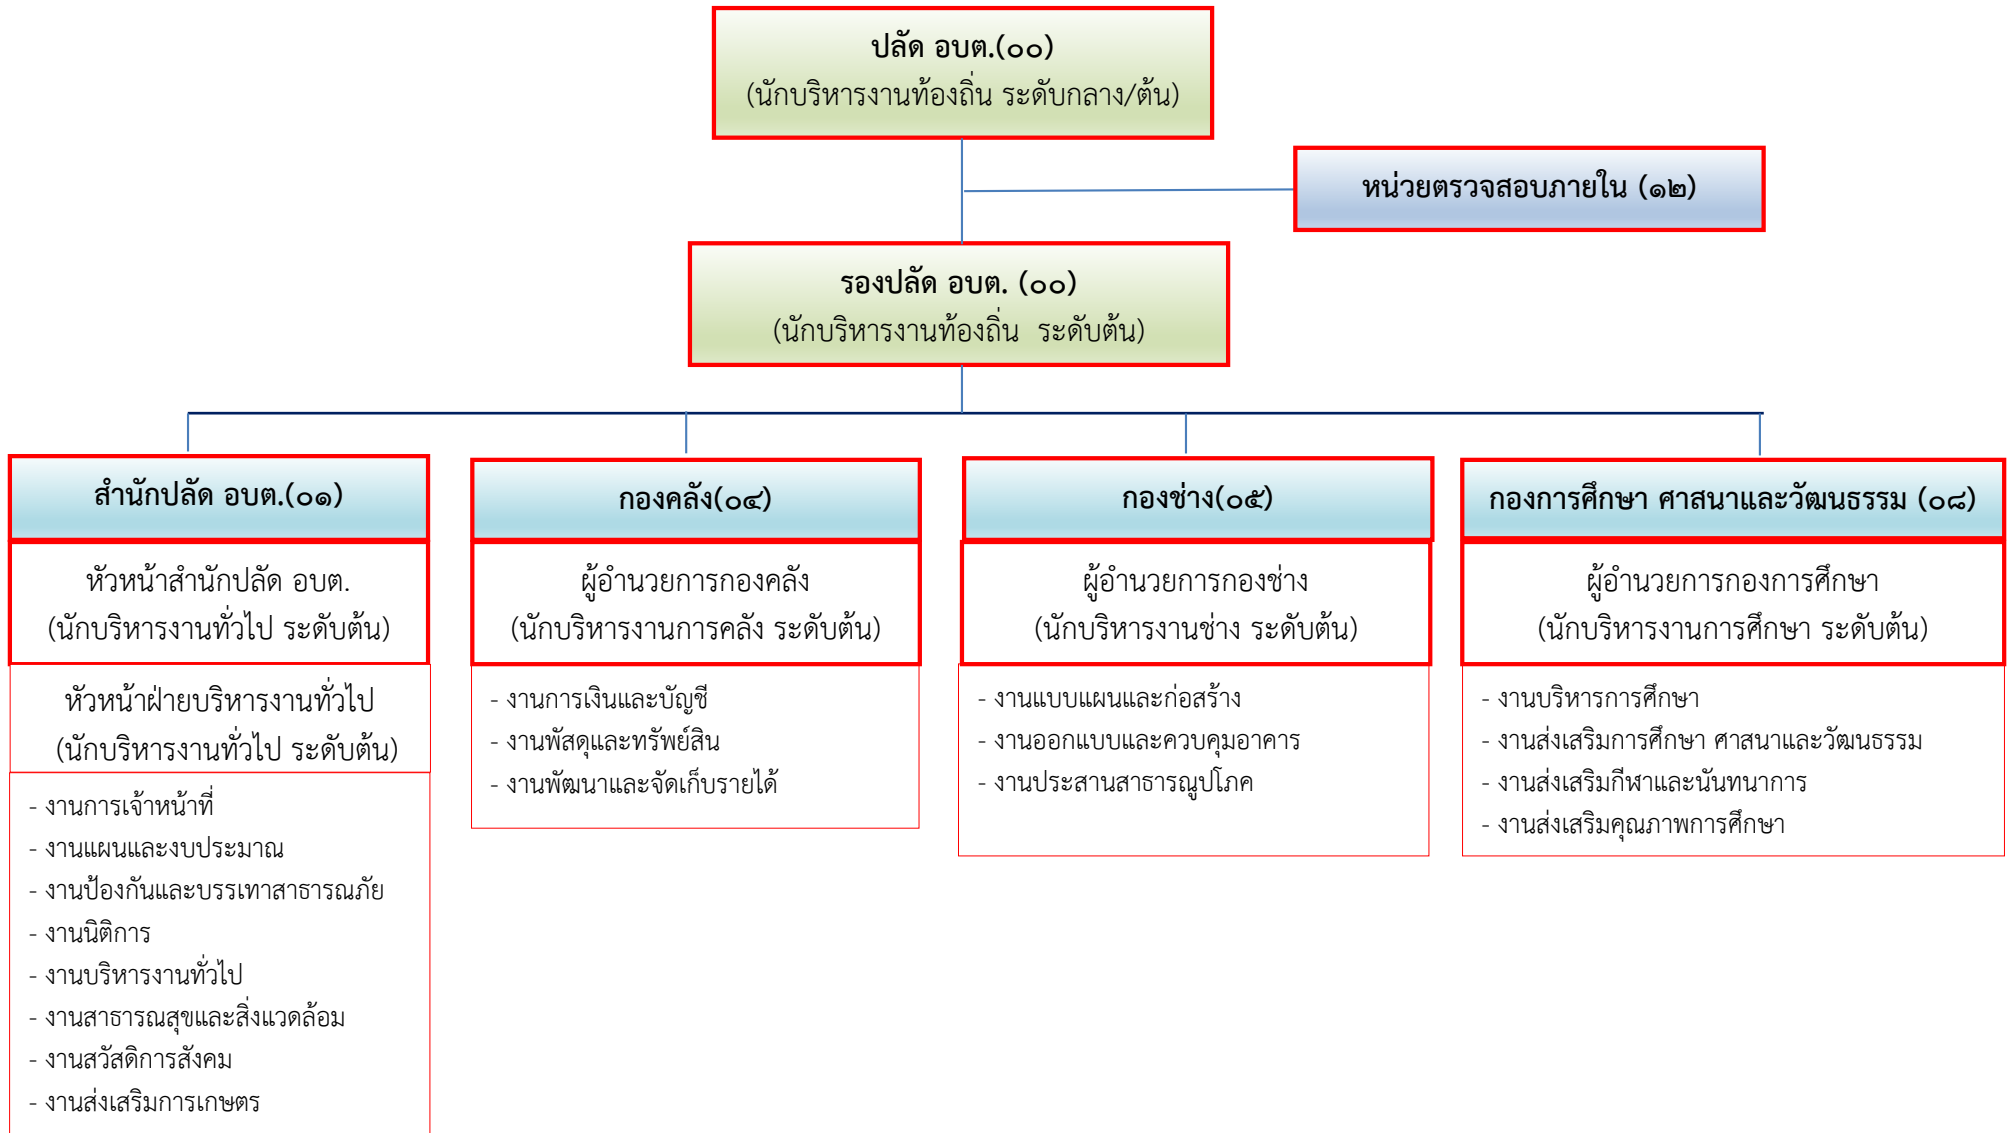 ปลัด อบต.(๐๐)
(นักบริหารงานท้องถิ่น ระดับกลาง/ต้น)
หน่วยตรวจสอบภายใน (๑๒)
รองปลัด อบต. (๐๐)
(นักบริหารงานท้องถิ่น  ระดับต้น)
สำนักปลัด อบต.(๐๑)
หัวหน้าสำนักปลัด อบต.
(นักบริหารงานทั่วไป ระดับต้น)
หัวหน้าฝ่ายบริหารงานทั่วไป
(นักบริหารงานทั่วไป ระดับต้น)
- งานการเจ้าหน้าที่
- งานแผนและงบประมาณ
- งานป้องกันและบรรเทาสาธารณภัย
- งานนิติการ
- งานบริหารงานทั่วไป
- งานสาธารณสุขและสิ่งแวดล้อม
- งานสวัสดิการสังคม
- งานส่งเสริมการเกษตร
กองคลัง(๐๔)
ผู้อำนวยการกองคลัง
(นักบริหารงานการคลัง ระดับต้น)
- งานการเงินและบัญชี
- งานพัสดุและทรัพย์สิน
- งานพัฒนาและจัดเก็บรายได้
กองช่าง(๐๕)
ผู้อำนวยการกองช่าง
(นักบริหารงานช่าง ระดับต้น)
- งานแบบแผนและก่อสร้าง
- งานออกแบบและควบคุมอาคาร
- งานประสานสาธารณูปโภค
กองการศึกษา ศาสนาและวัฒนธรรม (๐๘)
ผู้อำนวยการกองการศึกษา
(นักบริหารงานการศึกษา ระดับต้น)
- งานบริหารการศึกษา
- งานส่งเสริมการศึกษา ศาสนาและวัฒนธรรม
- งานส่งเสริมกีฬาและนันทนาการ
- งานส่งเสริมคุณภาพการศึกษา